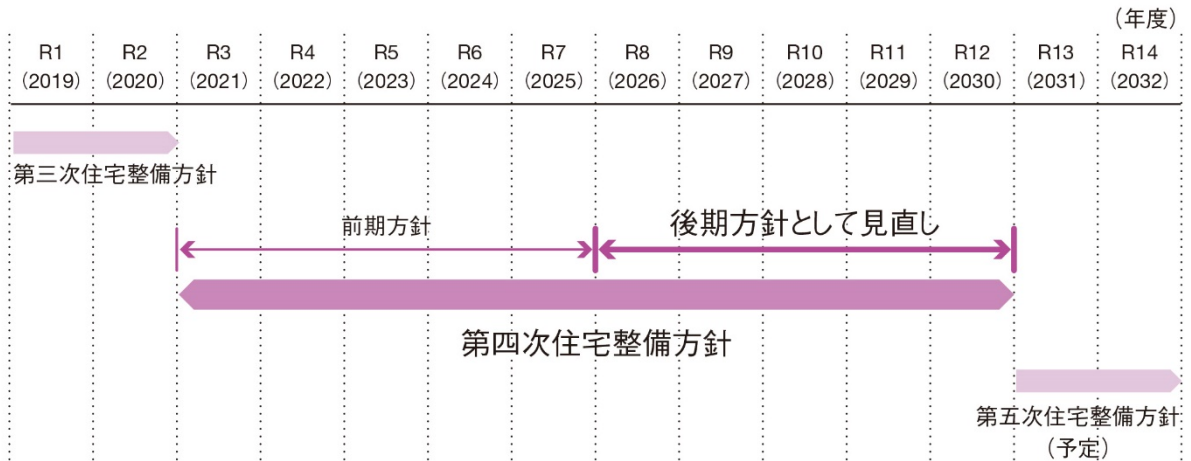 （年度）
R1 R2 R3 R4 R5 R6 R7 R8 R9 R10 R11 R12 R13 R14
（2019） （2020） （2021） （2022） （2023） （2024） （2025） （2026） （2027） （2028） （2029） （2030） （2031） （2032）
第三次住宅整備方針
前期方針 後期方針として見直し
第四次住宅整備方針
第五次住宅整備方針
（予定）